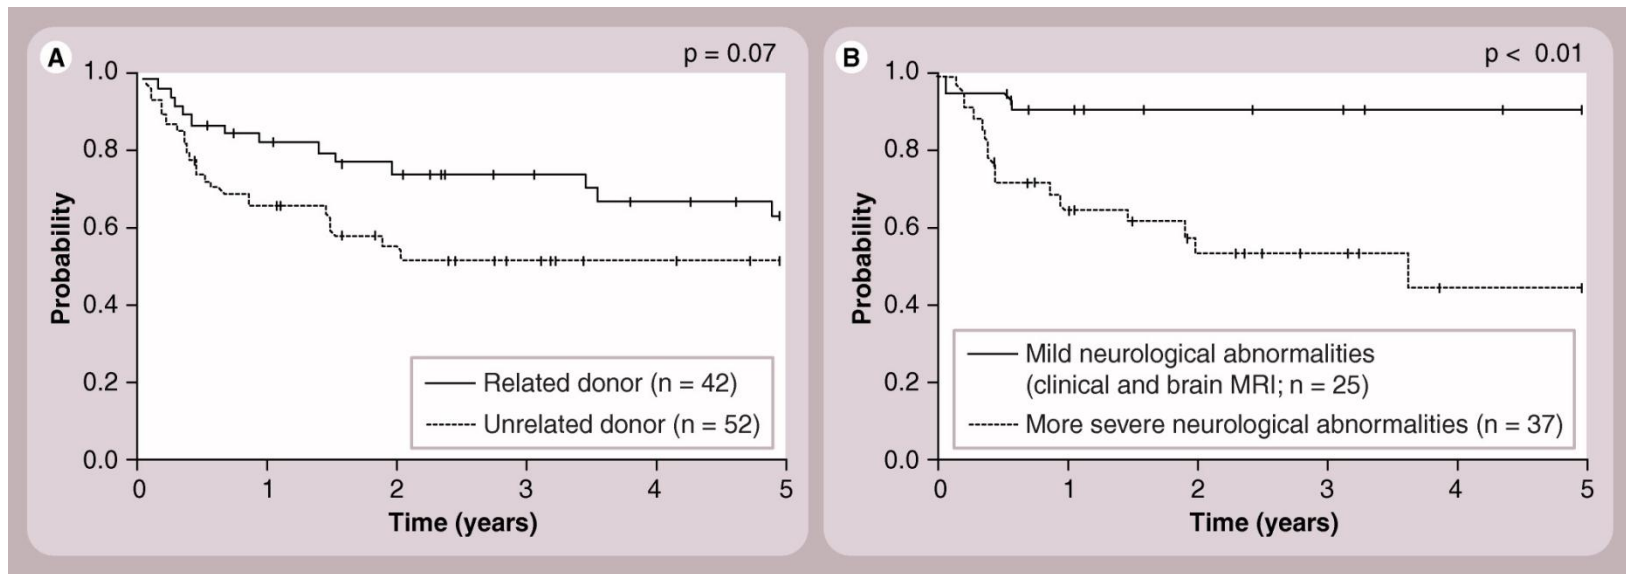 A
p = 0.07
1.0
0.8
0.6
0.4
0.2
0.0
Probability
Related donor (n = 42)
Unrelated donor (n = 52)
0 1 2 3 4 5
Time (years)
B
p < 0.01
1.0
0.8
0.6
0.4
0.2
0.0
Probability
Mild neurological abnormalities
(clinical and brain MRI; n = 25)
More severe neurological abnormalities (n = 37)
0 1 2 3 4 5
Time (years)